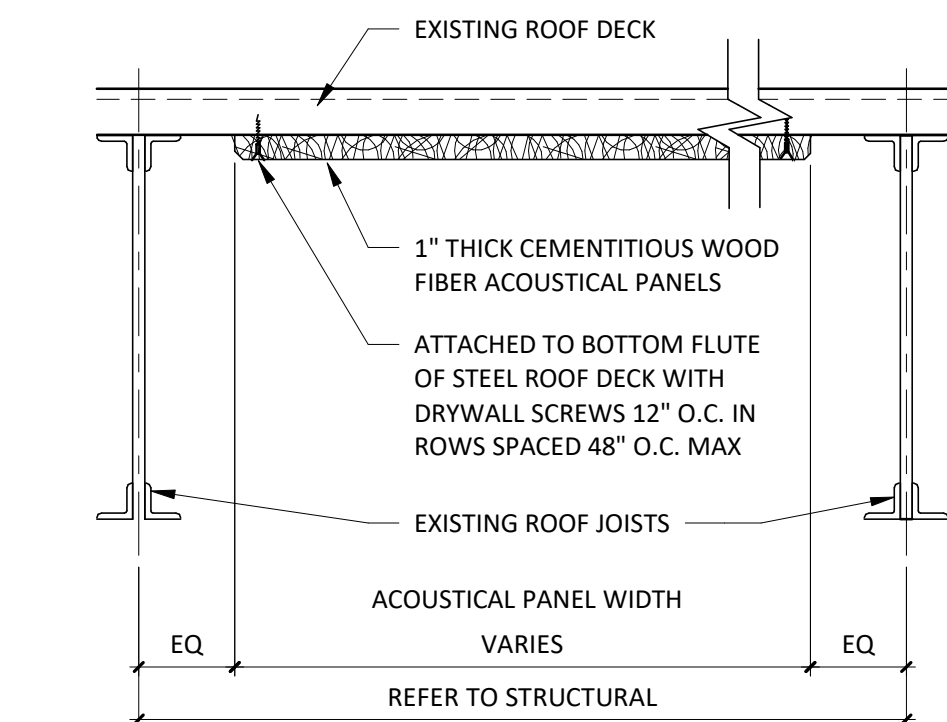 EXISTING ROOF DECK
1" THICK CEMENTITIOUS WOOD
FIBER ACOUSTICAL PANELS
ATTACHED TO BOTTOM FLUTE
OF STEEL ROOF DECK WITH
DRYWALL SCREWS 12" O.C. IN
ROWS SPACED 48" O.C. MAX
EXISTING ROOF JOISTS
ACOUSTICAL PANEL WIDTH
EQ VARIES EQ
REFER TO STRUCTURAL